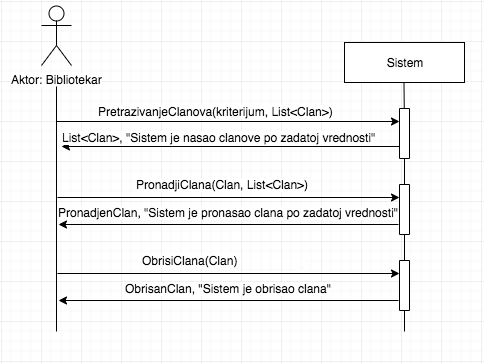 Aktor: Bibliotekar
Sistem
PretrazivanjeClanova(kriterijum, List<Clan>)
List<Clan>, "Sistem je nasao clanove po zadatoj vrednosti"
PronadjiClana(Clan, List<Clan>)
PronadjenClan, "Sistem je pronasao clana po zadatoj vrednosti"
ObrisiClana(Clan)
ObrisanClan, "Sistem je obrisao clana"